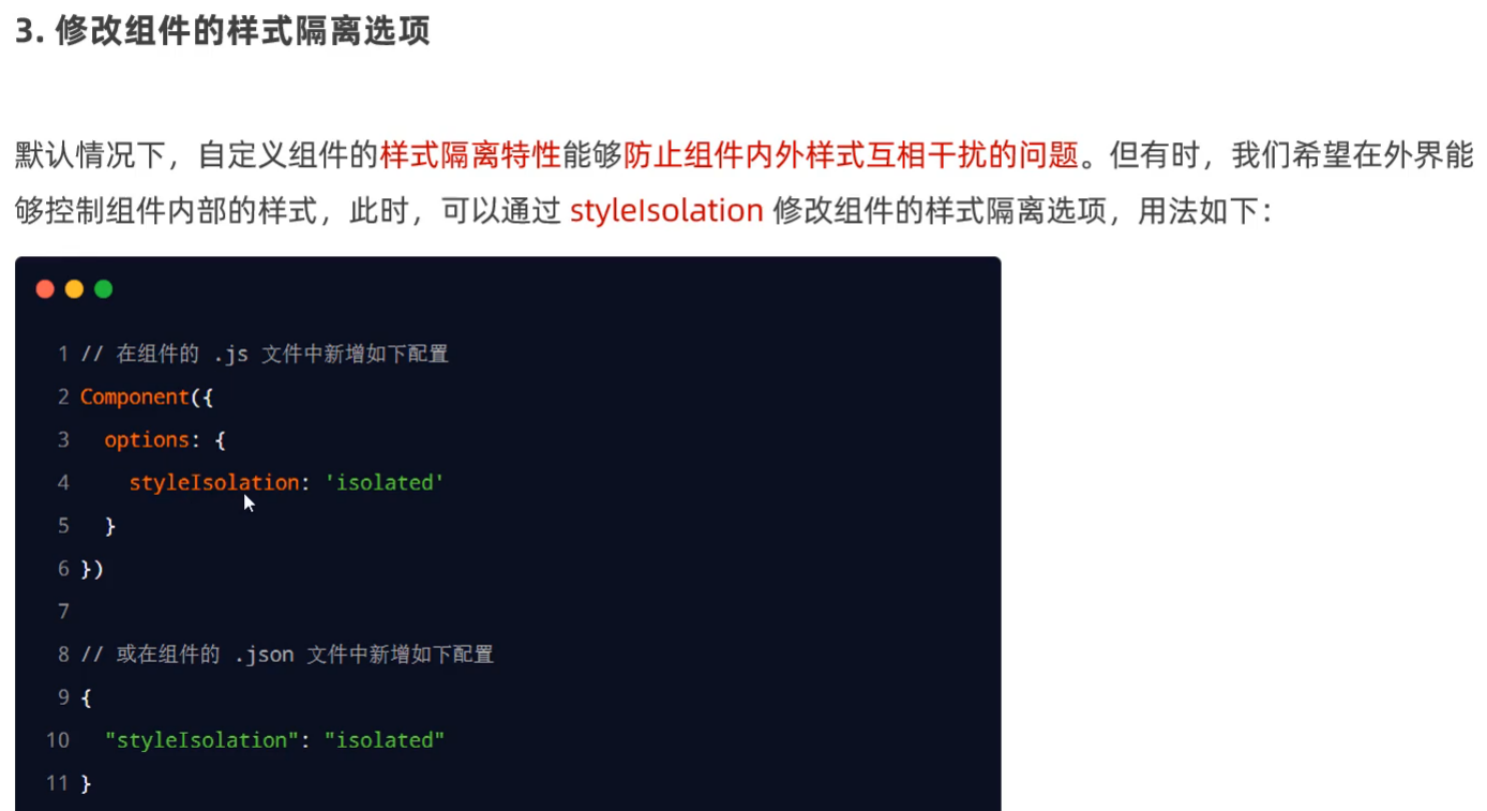 3. 修改组件的样式隔离选项
默认情况下，自定义组件的样式隔离特性能够防止组件内外样式互相干扰的问题。但有时，我们希望在外界能
够控制组件内部的样式，此时，可以通过 styleIsolation 修改组件的样式隔离选项，用法如下：
1 // 在组件的 .js 文件中新增如下配置
2 Component({
3   options: {
4     styleIsolation: 'isolated'
5   }
6 })
7
8 // 或在组件的 .json 文件中新增如下配置
9 {
10   "styleIsolation": "isolated"
11 }